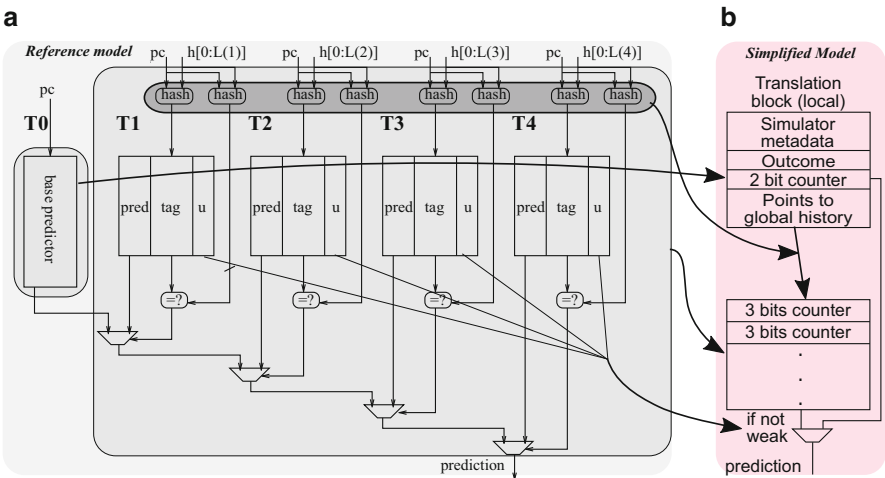 a
b
Reference model
pc
pc h[0:L(1)]
pc h[0:L(2)]
pc h[0:L(3)]
pc h[0:L(4)]
hash hash hash hash hash hash hash hash
T0 T1 T2 T3 T4
base predictor
pred tag u
pred tag u
pred tag u
pred tag u
=? =? =? =?
prediction
Simplified Model
Translation
block (local)
Simulator
metadata
Outcome
2 bit counter
Points to
global history
3 bits counter
3 bits counter
.
.
.
if not
weak
prediction